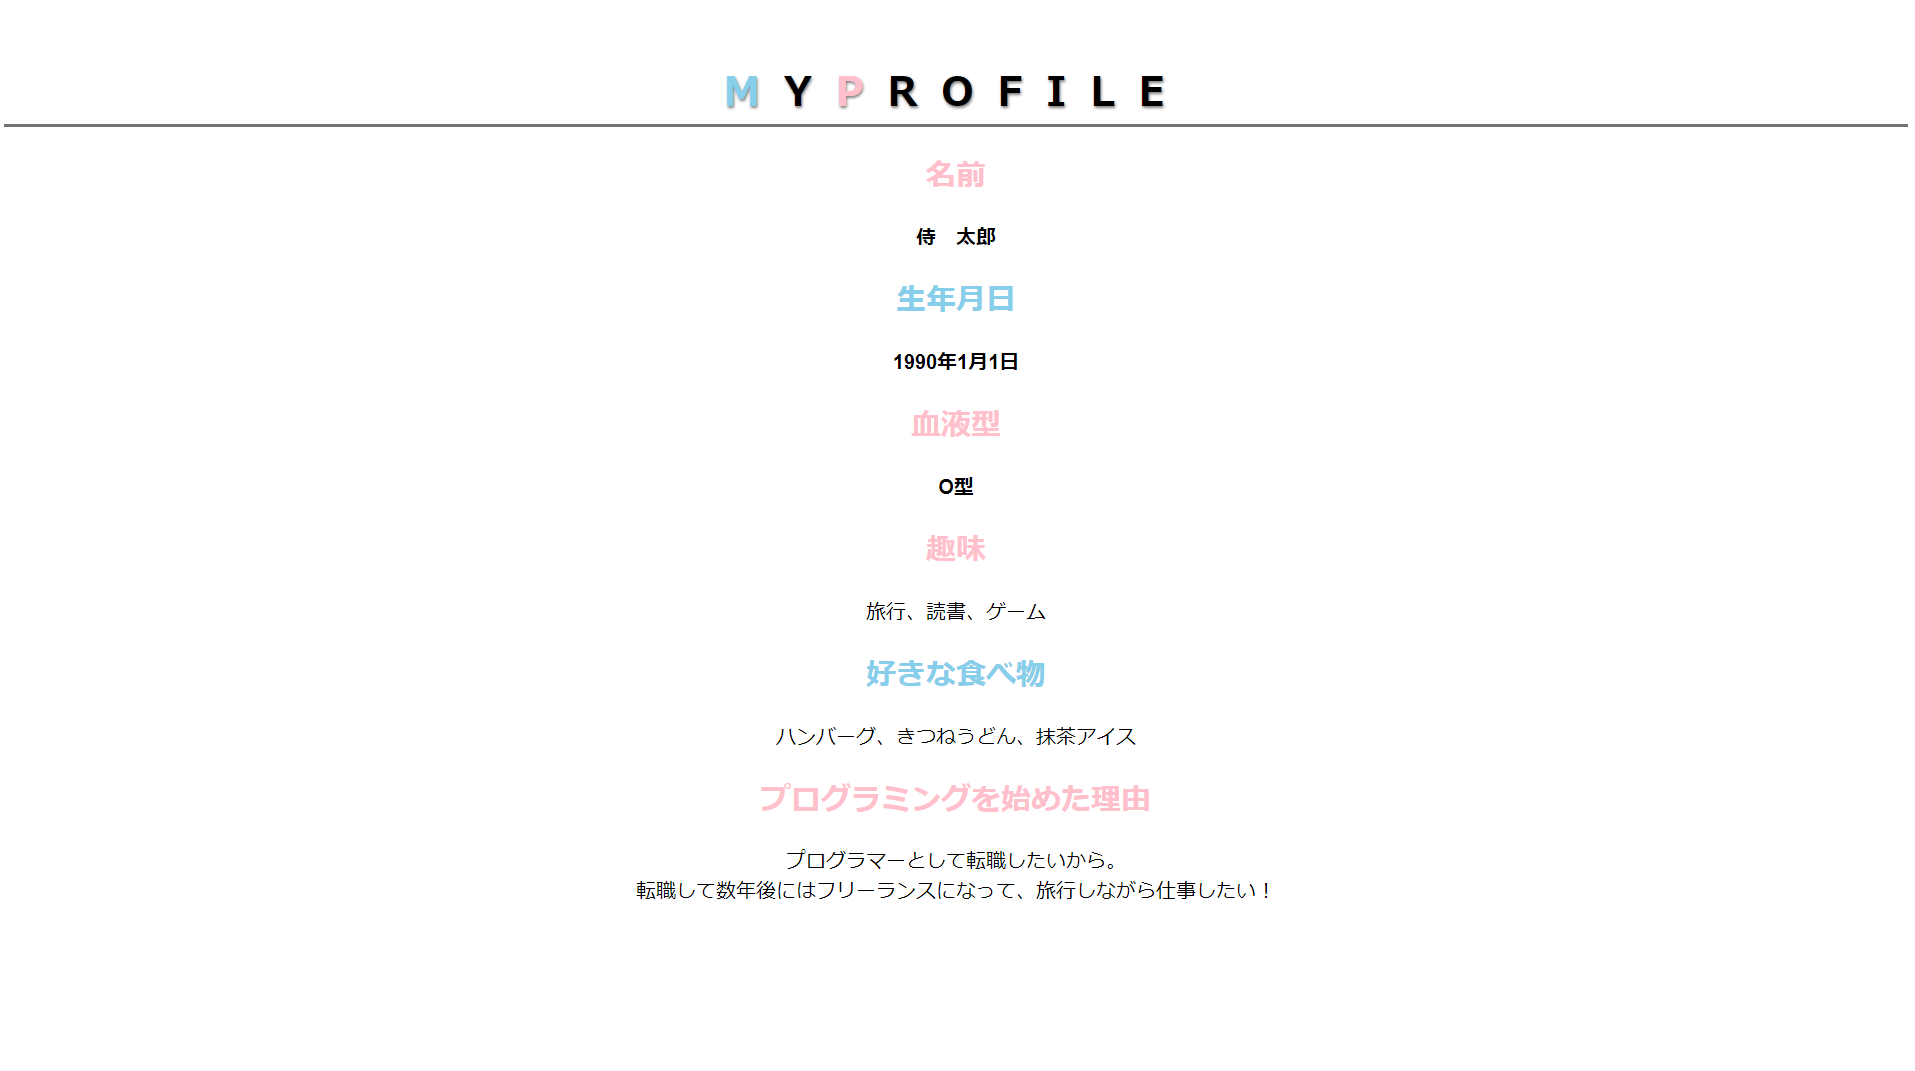 M Y P R O F I L E
名前
侍　太郎
生年月日
1990年1月1日
血液型
O型
趣味
旅行、読書、ゲーム
好きな食べ物
ハンバーグ、きつねうどん、抹茶アイス
プログラミングを始めた理由
プログラマーとして転職したいから。
転職して数年後にはフリーランスになって、旅行しながら仕事したい！